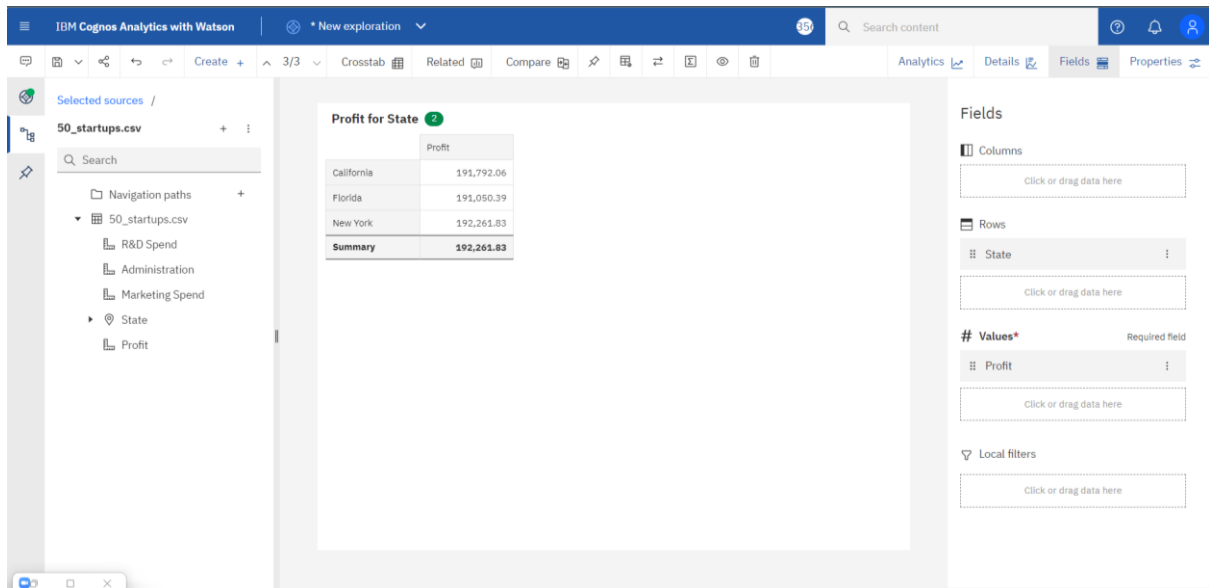 IBM Cognos Analytics with Watson
* New exploration
Search content
Create +
3/3
Crosstab
Related
Compare
Analytics
Details
Fields
Properties
Selected sources /
50_startups.csv
Search
Navigation paths
50_startups.csv
R&D Spend
Administration
Marketing Spend
State
Profit
Profit for State 2
Profit
California 191,792.06
Florida 191,050.39
New York 192,261.83
Summary 192,261.83
Fields
Columns
Click or drag data here
Rows
State
Click or drag data here
# Values* Required field
Profit
Click or drag data here
Local filters
Click or drag data here